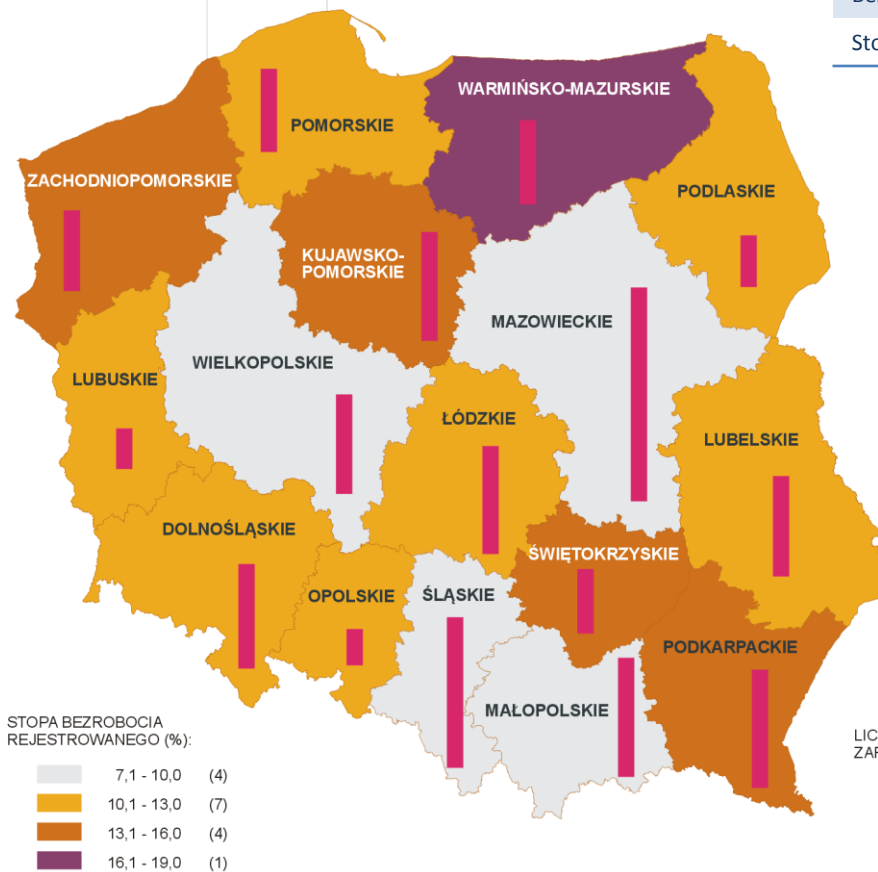 Sto
WARMIŃSKO-MAZURSKIE
POMORSKIE
ZACHODNIOPOMORSKIE
PODLASKIE
KUJAWSKO-
POMORSKIE
MAZOWIECKIE
WIELKOPOLSKIE
LUBUSKIE
ŁÓDZKIE
LUBELSKIE
DOLNOŚLĄSKIE
ŚWIĘTOKRZYSKIE
OPOLSKIE
ŚLĄSKIE
PODKARPACKIE
MAŁOPOLSKIE
STOPA BEZROBOCIA
REJESTROWANEGO (%):
7,1 - 10,0 (4)
10,1 - 13,0 (7)
13,1 - 16,0 (4)
16,1 - 19,0 (1)
LIC